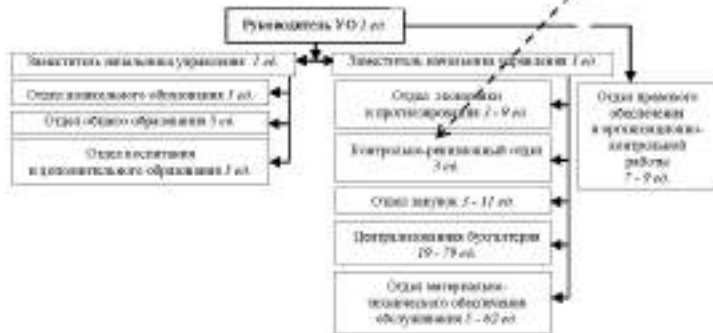 Руководитель УО 1 ед.
Заместитель начальника управления 1 ед.
Заместитель начальника управления 1 ед.
Отдел дошкольного образования 3 ед.
Отдел общего образования 5 ед.
Отдел воспитания
и дополнительного образования 3 ед.
Отдел экономики
и прогнозирования 3 - 9 ед.
Контрольно-ревизионный отдел
3 ед.
Отдел закупок 3 - 11 ед.
Централизованная бухгалтерия
19 - 79 ед.
Отдел материально-
технического обеспечения
обслуживания 5 - 62 ед.
Отдел правового
обеспечения
и организационно-
контрольной
работы
7 - 9 ед.